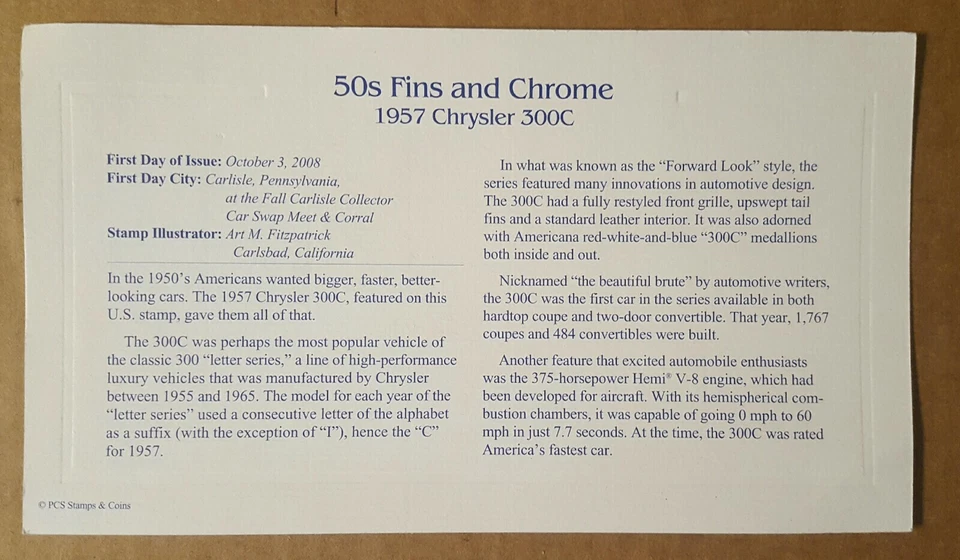 50s Fins and Chrome
1957 Chrysler 300C
First Day of Issue: October 3, 2008
First Day City: Carlisle, Pennsylvania,
at the Fall Carlisle Collector
Car Swap Meet & Corral
Stamp Illustrator: Art M. Fitzpatrick
Carlsbad, California
In the 1950's Americans wanted bigger, faster, better-
looking cars. The 1957 Chrysler 300C, featured on this
U.S. stamp, gave them all of that.
The 300C was perhaps the most popular vehicle of
the classic 300 “letter series,” a line of high-performance
luxury vehicles that was manufactured by Chrysler
between 1955 and 1965. The model for each year of the
“letter series” used a consecutive letter of the alphabet
as a suffix (with the exception of “I”), hence the “C”
for 1957.
In what was known as the “Forward Look” style, the
series featured many innovations in automotive design.
The 300C had a fully restyled front grille, upswept tail
fins and a standard leather interior. It was also adorned
with Americana red-white-and-blue “300C” medallions
both inside and out.
Nicknamed “the beautiful brute” by automotive writers,
the 300C was the first car in the series available in both
hardtop coupe and two-door convertible. That year, 1,767
coupes and 484 convertibles were built.
Another feature that excited automobile enthusiasts
was the 375-horsepower Hemi® V-8 engine, which had
been developed for aircraft. With its hemispherical com-
bustion chambers, it was capable of going 0 mph to 60
mph in just 7.7 seconds. At the time, the 300C was rated
America's fastest car.
© PCS Stamps & Coins